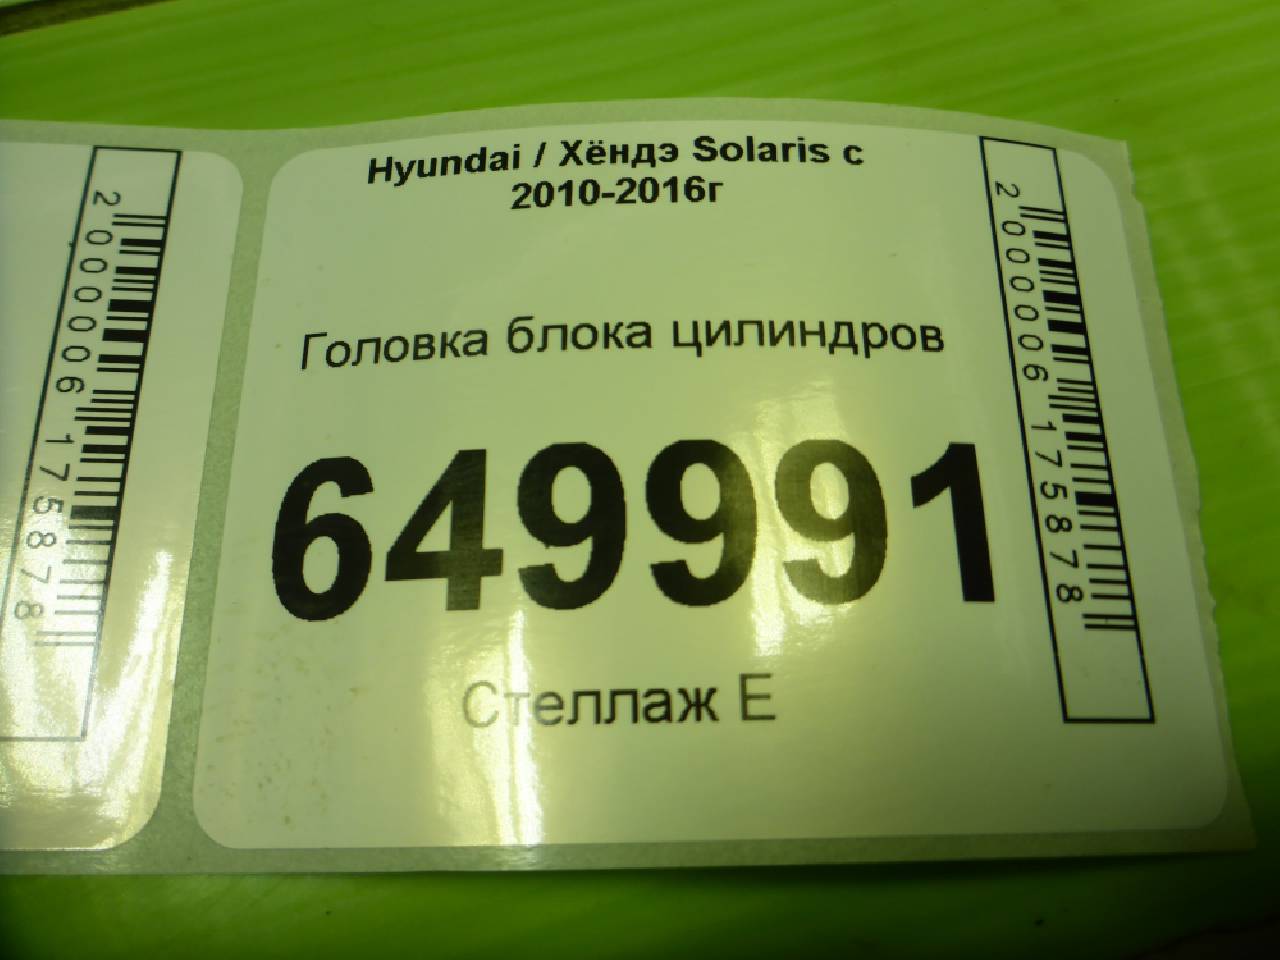 2000006175878
Hyundai / Хёндэ Solaris с
2010-2016г
Головка блока цилиндров
649991
Стеллаж Е
2000006175878